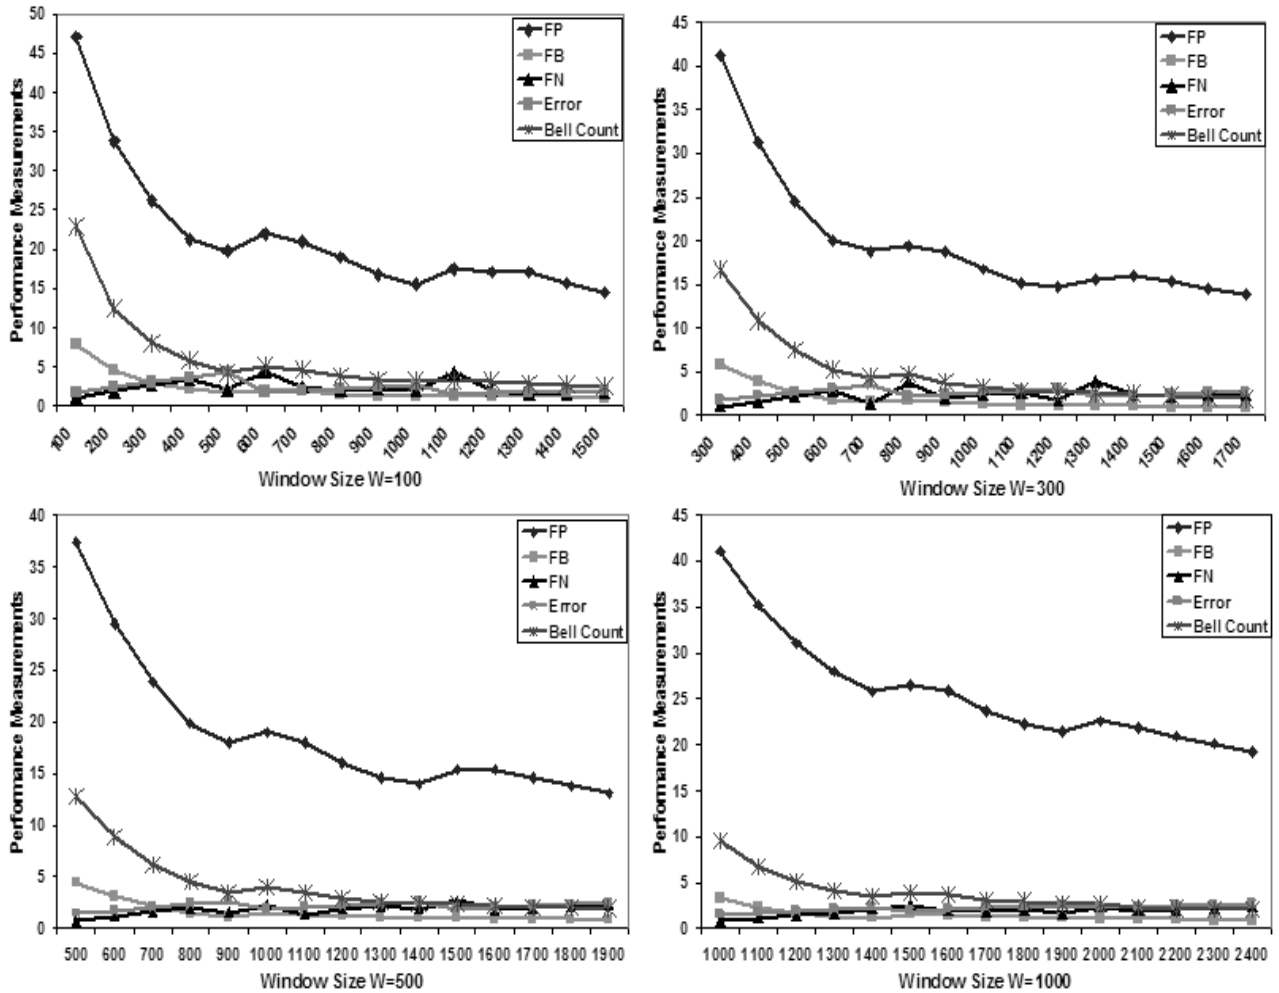 Performance Measurements
50
45
40
35
30
25
20
15
10
5
0
FP
FB
FN
Error
Bell Count
100 200 300 400 500 600 700 800 900 1000 1100 1200 1300 1400 1500
Window Size W=100
Performance Measurements
45
40
35
30
25
20
15
10
5
0
FP
FB
FN
Error
Bell Count
300 400 500 600 700 800 900 1000 1100 1200 1300 1400 1500 1600 1700
Window Size W=300
Performance Measurements
40
35
30
25
20
15
10
5
0
FP
FB
FN
Error
Bell Count
500 600 700 800 900 1000 1100 1200 1300 1400 1500 1600 1700 1800 1900
Window Size W=500
Performance Measurements
45
40
35
30
25
20
15
10
5
0
FP
FB
FN
Error
Bell Count
1000 1100 1200 1300 1400 1500 1600 1700 1800 1900 2000 2100 2200 2300 2400
Window Size W=1000